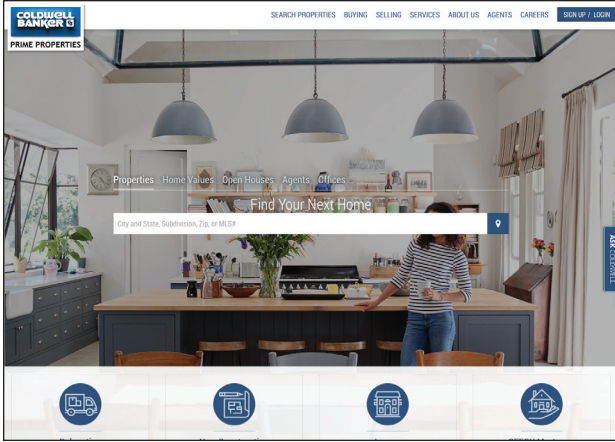 COLDWELL
BANKER
PRIME PROPERTIES
SEARCH PROPERTIES BUYING SELLING SERVICES ABOUT US AGENTS CAREERS SIGN UP / LOGIN
Properties Home Values Open Houses Agents Offices
Find Your Next Home
City and State, Subdivision, Zip, or MLS#
ASK COLDWELL